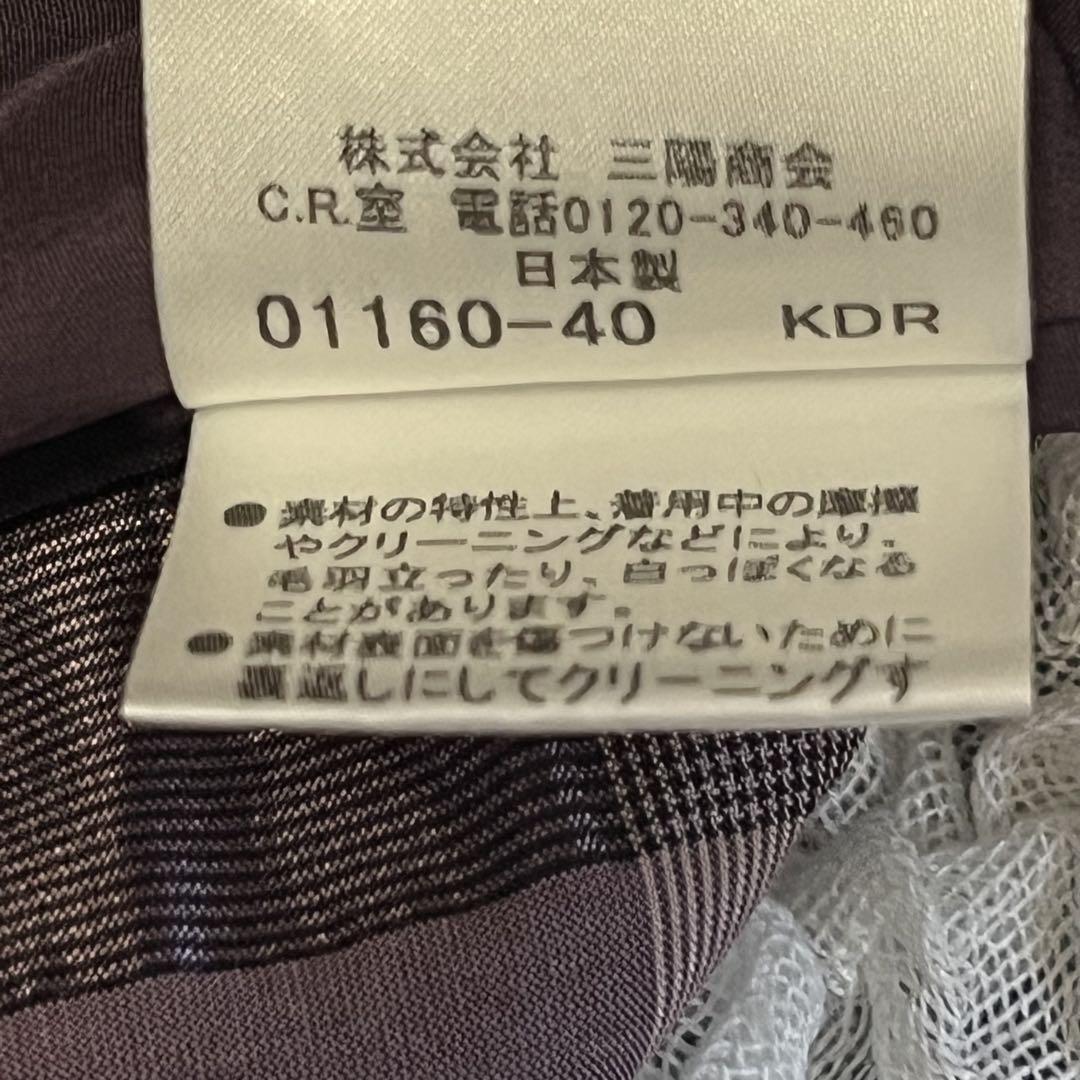 株式会社 三陽商会
C.R.室 電話0120-340-460
日本製
01160-40 KDR
●素材の特性上、着用中の摩擦
やクリーニングなどにより、
毛羽立ったり、白っぽくなる
ことがあります。
●素材表面を傷つけないために
裏返しにしてクリーニングす